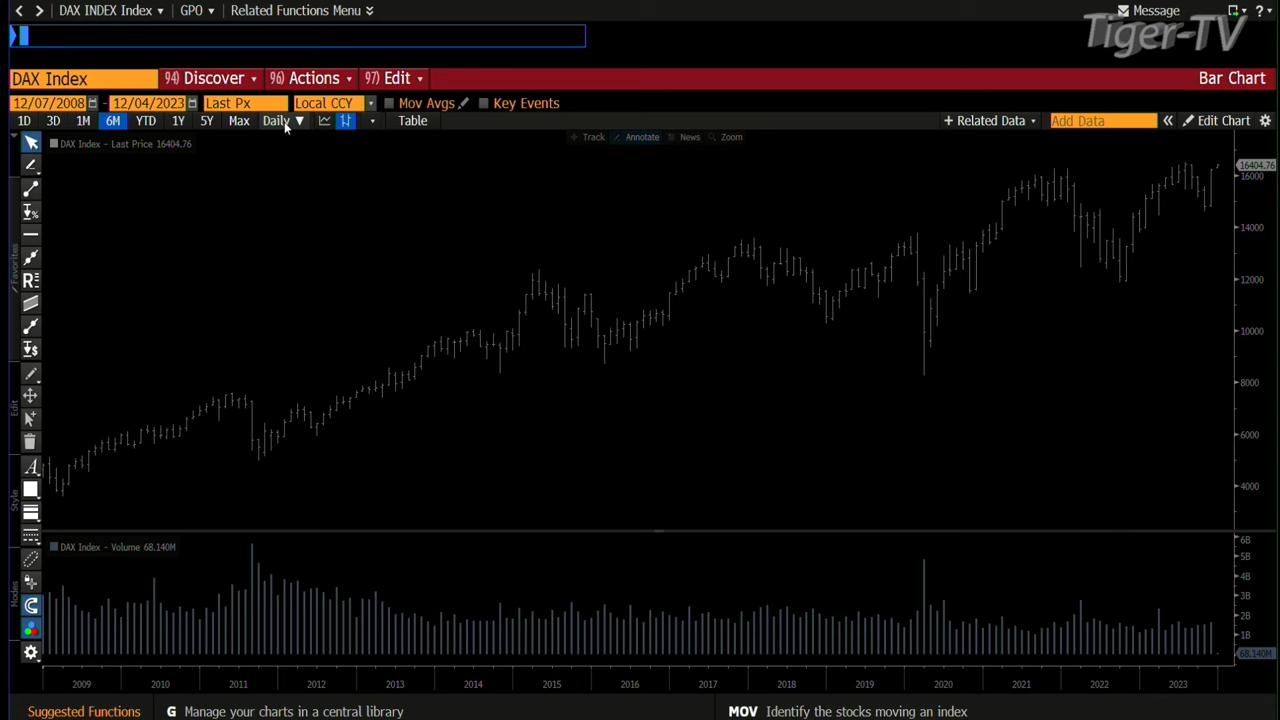 DAX INDEX Index GPO Related Functions Menu Message ?
Tiger-TV
DAX Index 94) Discover 96) Actions 97) Edit Bar Chart
12/07/2008 - 12/04/2023 Last Px Local CCY Mov Avgs Key Events
1D 3D 1M 6M YTD 1Y 5Y Max Daily Table + Related Data Add Data Edit Chart
Track Annotate News Zoom
DAX Index - Last Price 16404.76
16404.76
16000
14000
12000
10000
8000
6000
4000
Favorites
Edit
Style
Modes
DAX Index - Volume 68.140M
6B
5B
4B
3B
2B
1B
68.140M
2009 2010 2011 2012 2013 2014 2015 2016 2017 2018 2019 2020 2021 2022 2023
Suggested Functions G Manage your charts in a central library MOV Identify the stocks moving an index